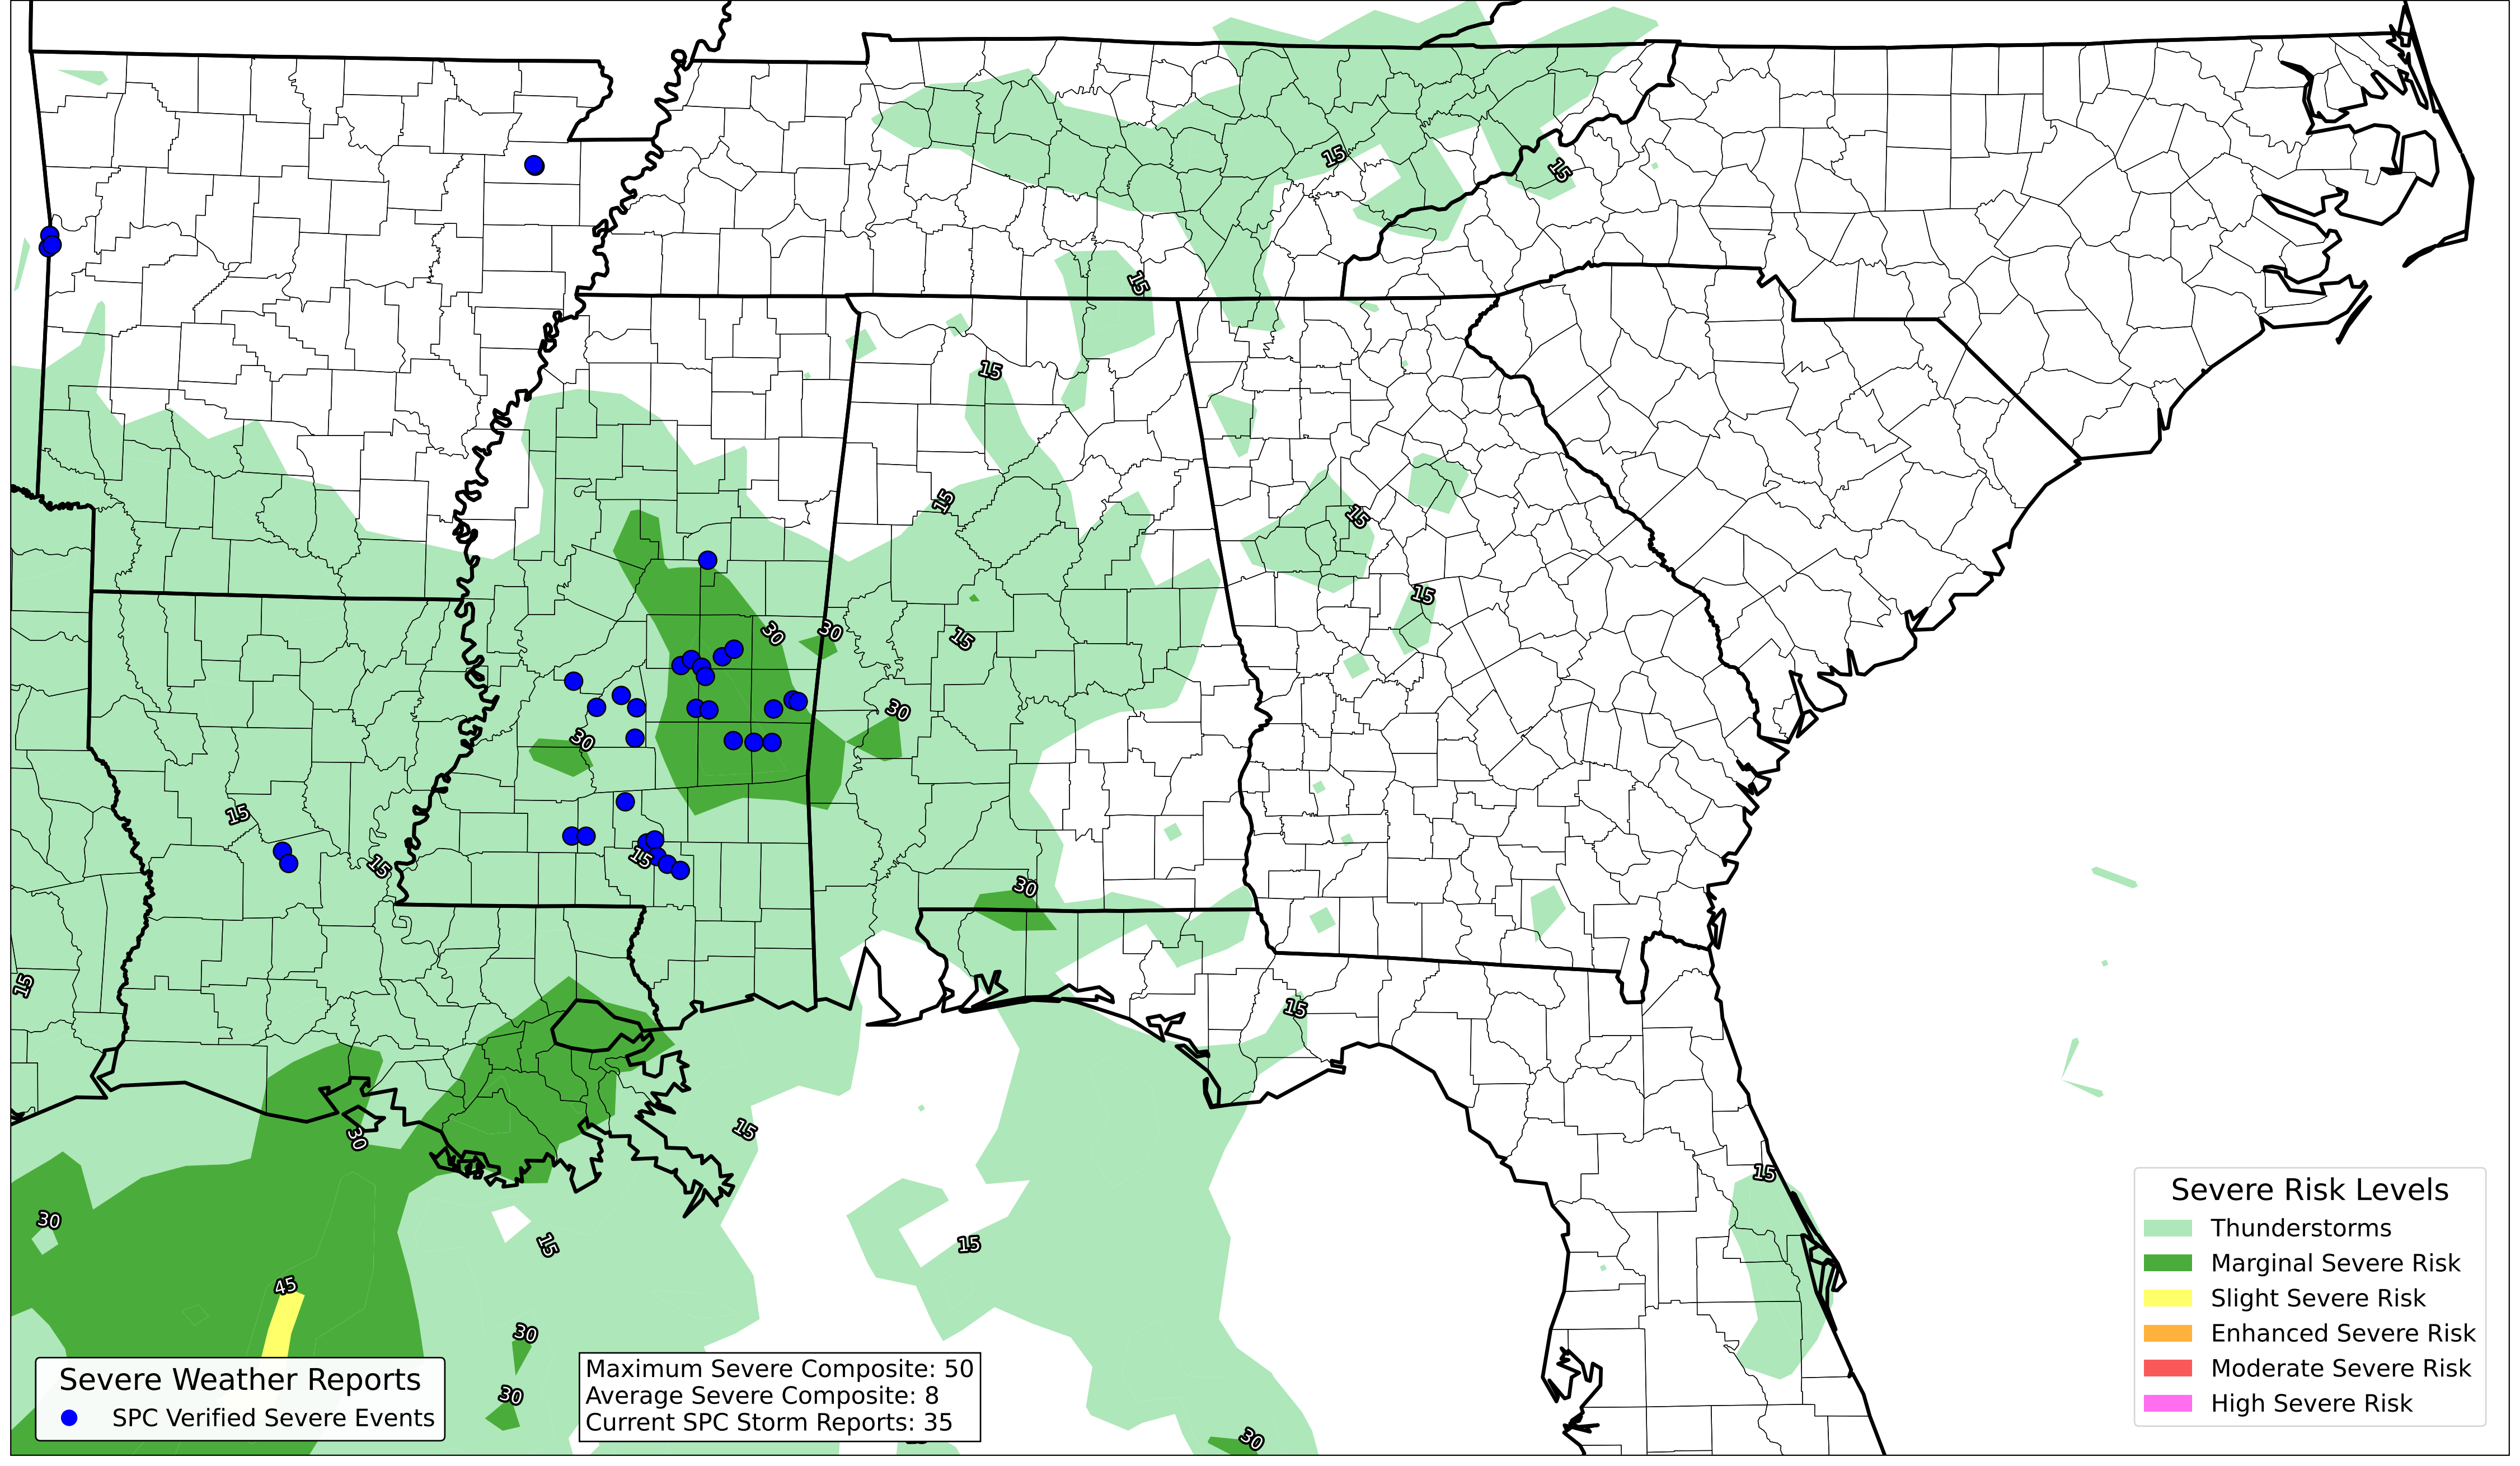 15
15
15
15
15
15
15
30
30
15
30
30
15
15
15
30
15
15
30
15
15
15
30
15
30
15
15
45
30
30
30
Severe Risk Levels
Thunderstorms
Marginal Severe Risk
Slight Severe Risk
Enhanced Severe Risk
Moderate Severe Risk
High Severe Risk
Severe Weather Reports
SPC Verified Severe Events
Maximum Severe Composite: 50
Average Severe Composite: 8
Current SPC Storm Reports: 35